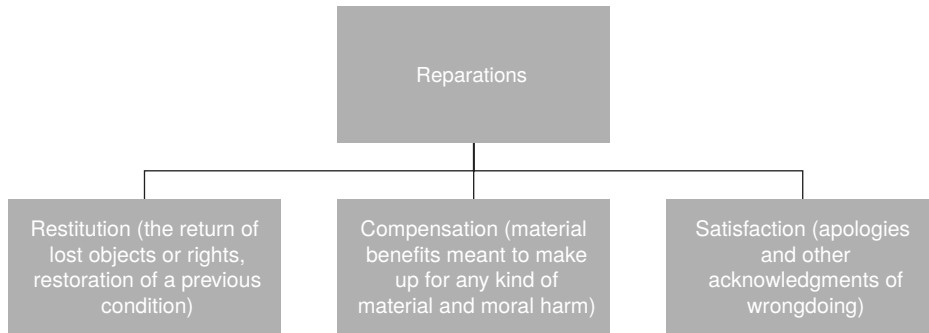 Reparations
Restitution (the return of
lost objects or rights,
restoration of a previous
condition)
Compensation (material
benefits meant to make
up for any kind of
material and moral harm)
Satisfaction (apologies
and other
acknowledgments of
wrongdoing)